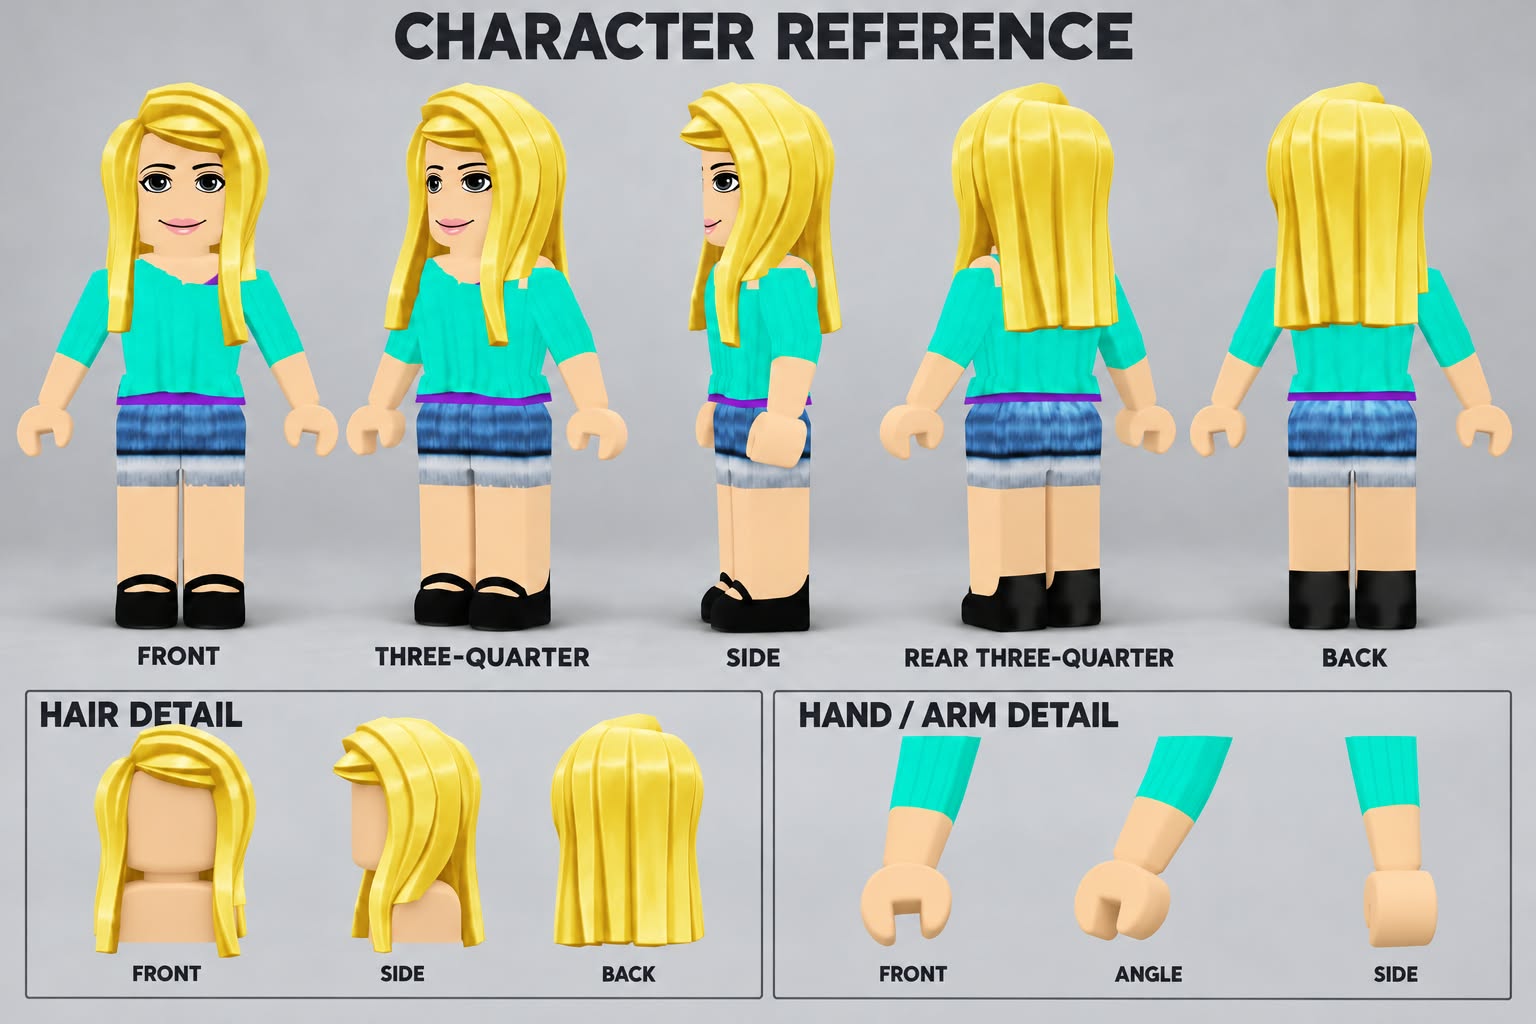 CHARACTER REFERENCE
FRONT
THREE-QUARTER
SIDE
REAR THREE-QUARTER
BACK
HAIR DETAIL
FRONT
SIDE
BACK
HAND / ARM DETAIL
FRONT
ANGLE
SIDE